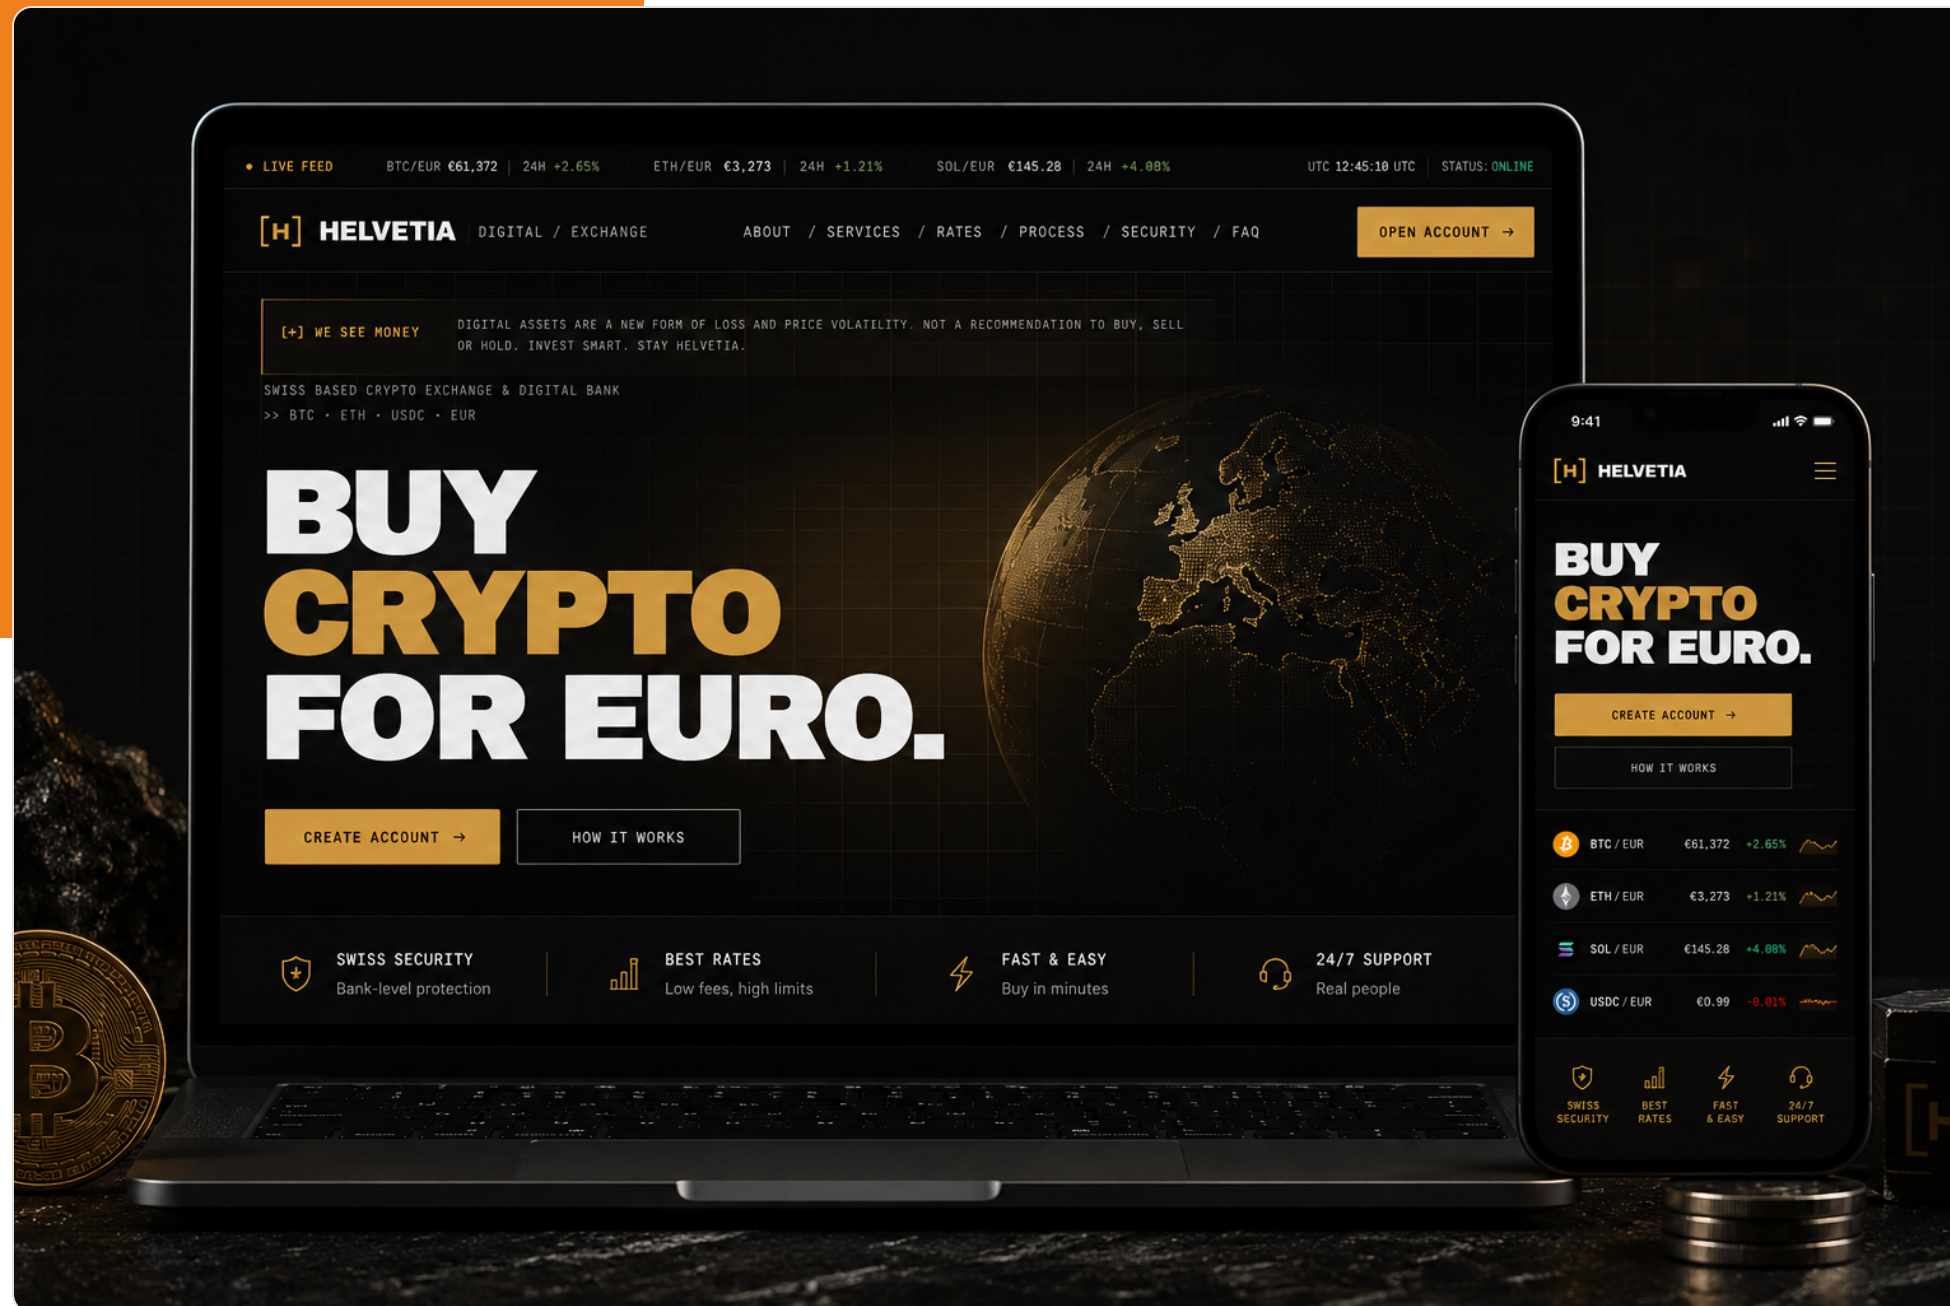 LIVE FEED BTC/EUR €61,372 | 24H +2.65% ETH/EUR €3,273 | 24H +1.21% SOL/EUR €145.28 | 24H +4.08% UTC 12:45:10 UTC | STATUS: ONLINE
[H] HELVETIA DIGITAL / EXCHANGE ABOUT / SERVICES / RATES / PROCESS / SECURITY / FAQ OPEN ACCOUNT →
[+] WE SEE MONEY
DIGITAL ASSETS ARE A NEW FORM OF LOSS AND PRICE VOLATILITY. NOT A RECOMMENDATION TO BUY, SELL
OR HOLD. INVEST SMART. STAY HELVETIA.
SWISS BASED CRYPTO EXCHANGE & DIGITAL BANK
>> BTC • ETH • USDC • EUR
BUY
CRYPTO
FOR EURO.
CREATE ACCOUNT →
HOW IT WORKS
SWISS SECURITY
Bank-level protection
BEST RATES
Low fees, high limits
FAST & EASY
Buy in minutes
24/7 SUPPORT
Real people
9:41
[H] HELVETIA
BUY
CRYPTO
FOR EURO.
CREATE ACCOUNT →
HOW IT WORKS
BTC / EUR €61,372 +2.65%
ETH / EUR €3,273 +1.21%
SOL / EUR €145.28 +4.08%
USDC / EUR €0.99 -0.01%
SWISS
SECURITY
BEST
RATES
FAST
& EASY
24/7
SUPPORT